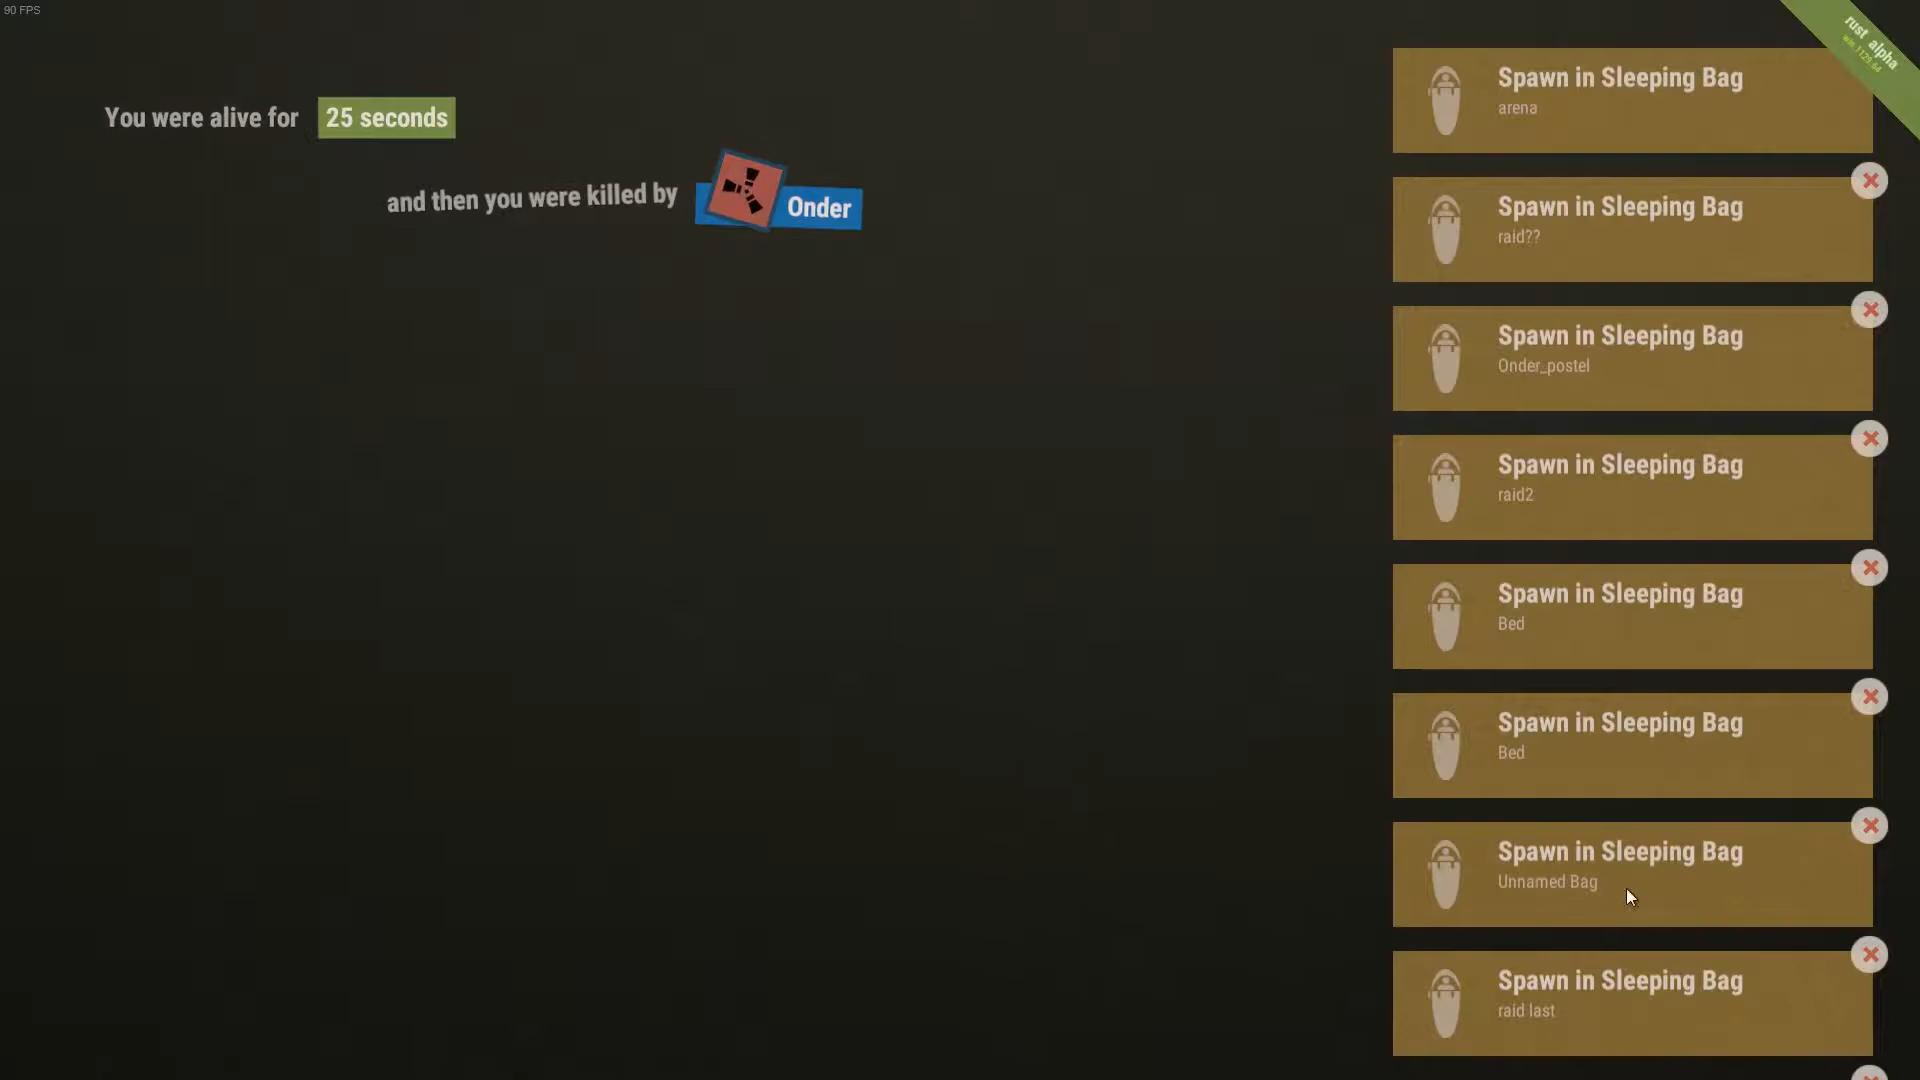 90 FPS
rust alpha
You were alive for 25 seconds
and then you were killed by Onder
Spawn in Sleeping Bag
arena
Spawn in Sleeping Bag
raid??
Spawn in Sleeping Bag
Onder_postel
Spawn in Sleeping Bag
raid2
Spawn in Sleeping Bag
Bed
Spawn in Sleeping Bag
Bed
Spawn in Sleeping Bag
Unnamed Bag
Spawn in Sleeping Bag
raid last